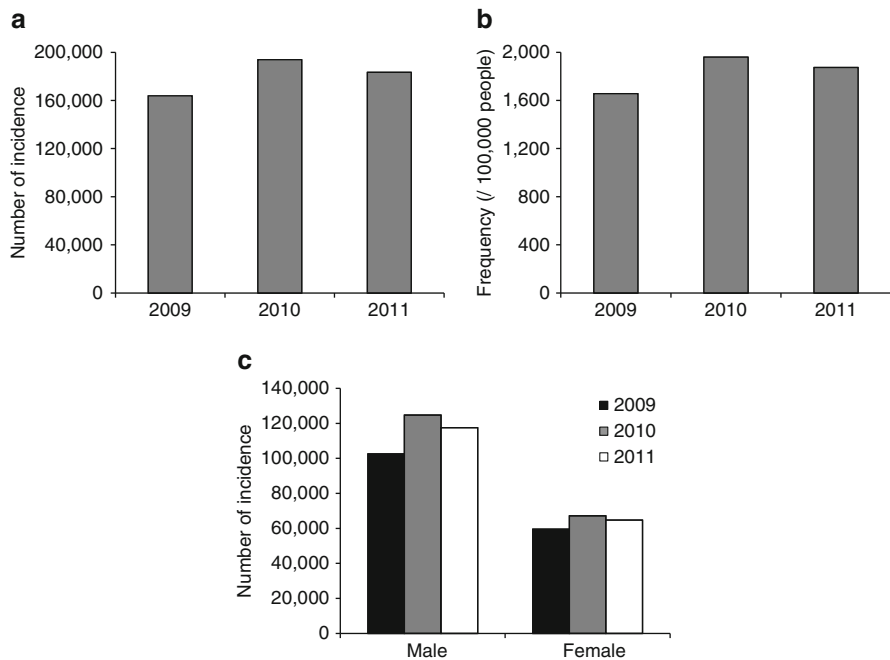 a
200,000
160,000
120,000
80,000
40,000
0
Number of incidence
2009 2010 2011
b
2,000
1,600
1,200
800
400
0
Frequency (/ 100,000 people)
2009 2010 2011
c
140,000
120,000
100,000
80,000
60,000
40,000
20,000
0
Number of incidence
2009
2010
2011
Male Female